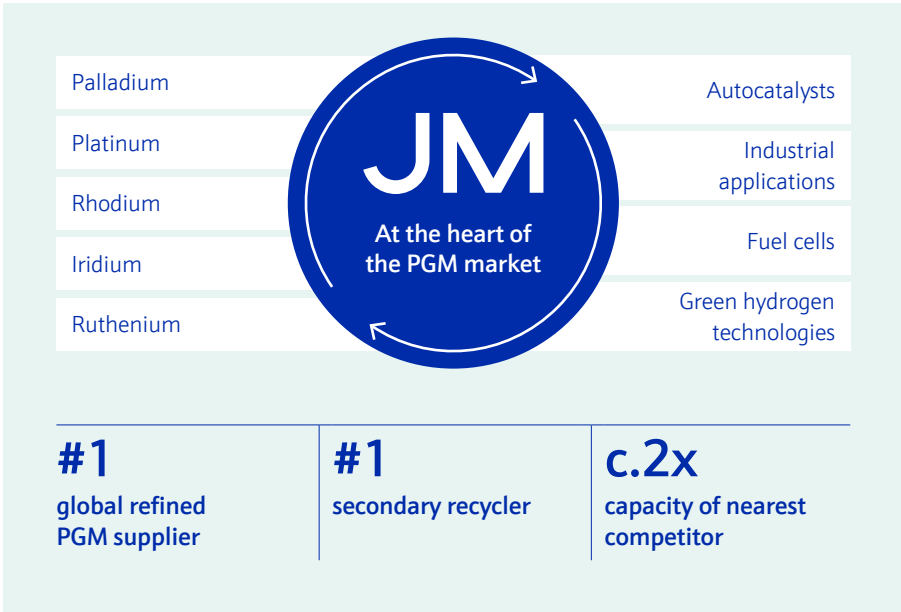 Palladium
Platinum
Rhodium
Iridium
Ruthenium
JM
At the heart of
the PGM market
Autocatalysts
Industrial
applications
Fuel cells
Green hydrogen
technologies
#1
global refined
PGM supplier
#1
secondary recycler
c.2x
capacity of nearest
competitor